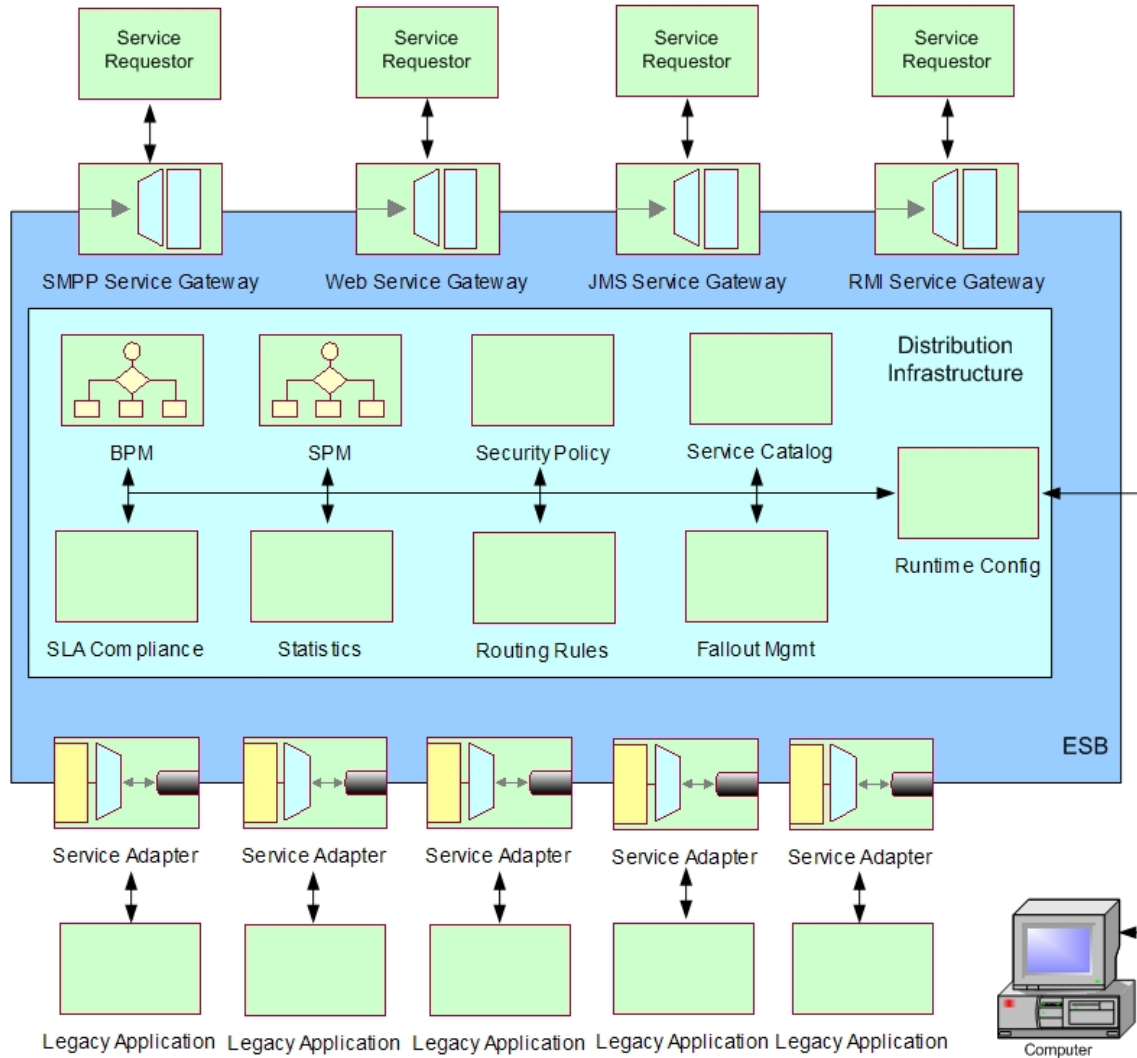 Service
Requestor
Service
Requestor
Service
Requestor
Service
Requestor
SMPP Service Gateway
Web Service Gateway
JMS Service Gateway
RMI Service Gateway
Distribution
Infrastructure
BPM
SPM
Security Policy
Service Catalog
Runtime Config
SLA Compliance
Statistics
Routing Rules
Fallout Mgmt
ESB
Service Adapter
Service Adapter
Service Adapter
Service Adapter
Service Adapter
Legacy Application
Legacy Application
Legacy Application
Legacy Application
Legacy Application
Computer